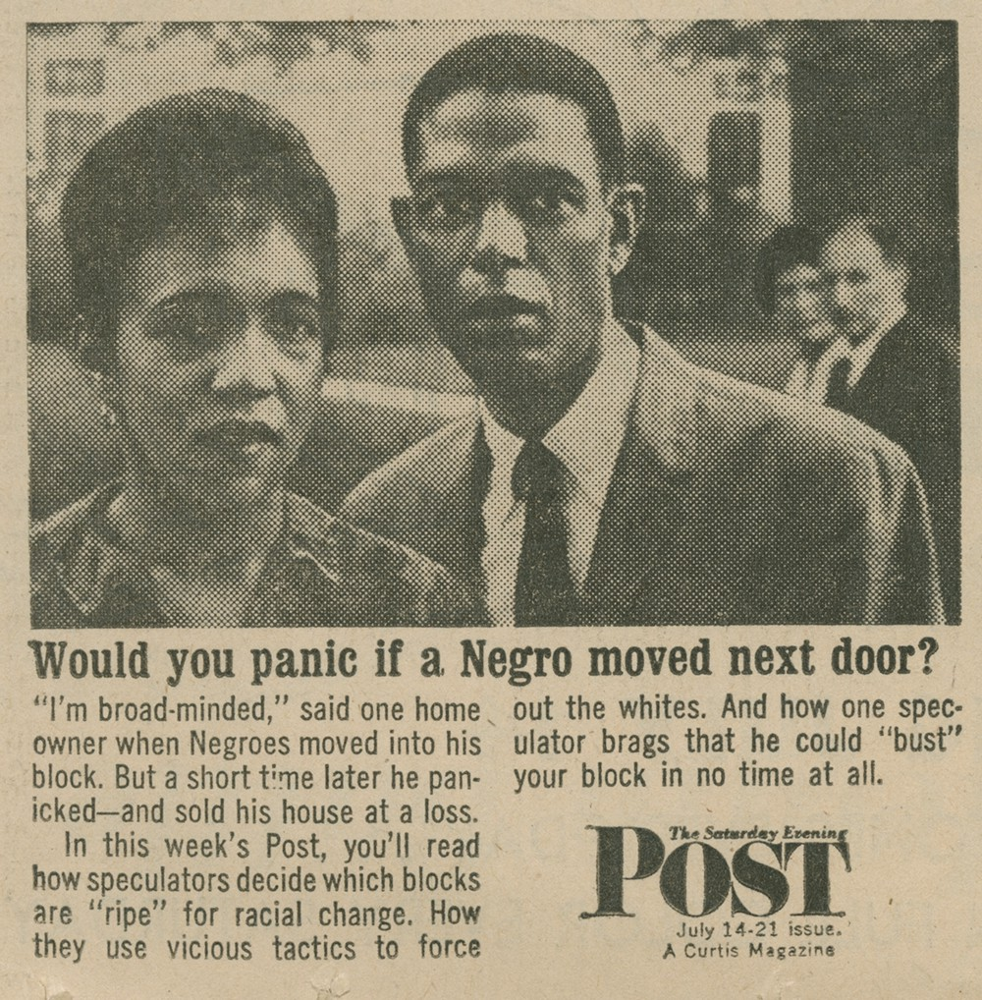 Would you panic if a Negro moved next door?
"I'm broad-minded," said one home
owner when Negroes moved into his
block. But a short time later he pan-
icked—and sold his house at a loss.
In this week's Post, you'll read
how speculators decide which blocks
are "ripe" for racial change. How
they use vicious tactics to force
out the whites. And how one spec-
ulator brags that he could "bust"
your block in no time at all.
The Saturday Evening
POST
July 14-21 issue.
A Curtis Magazine